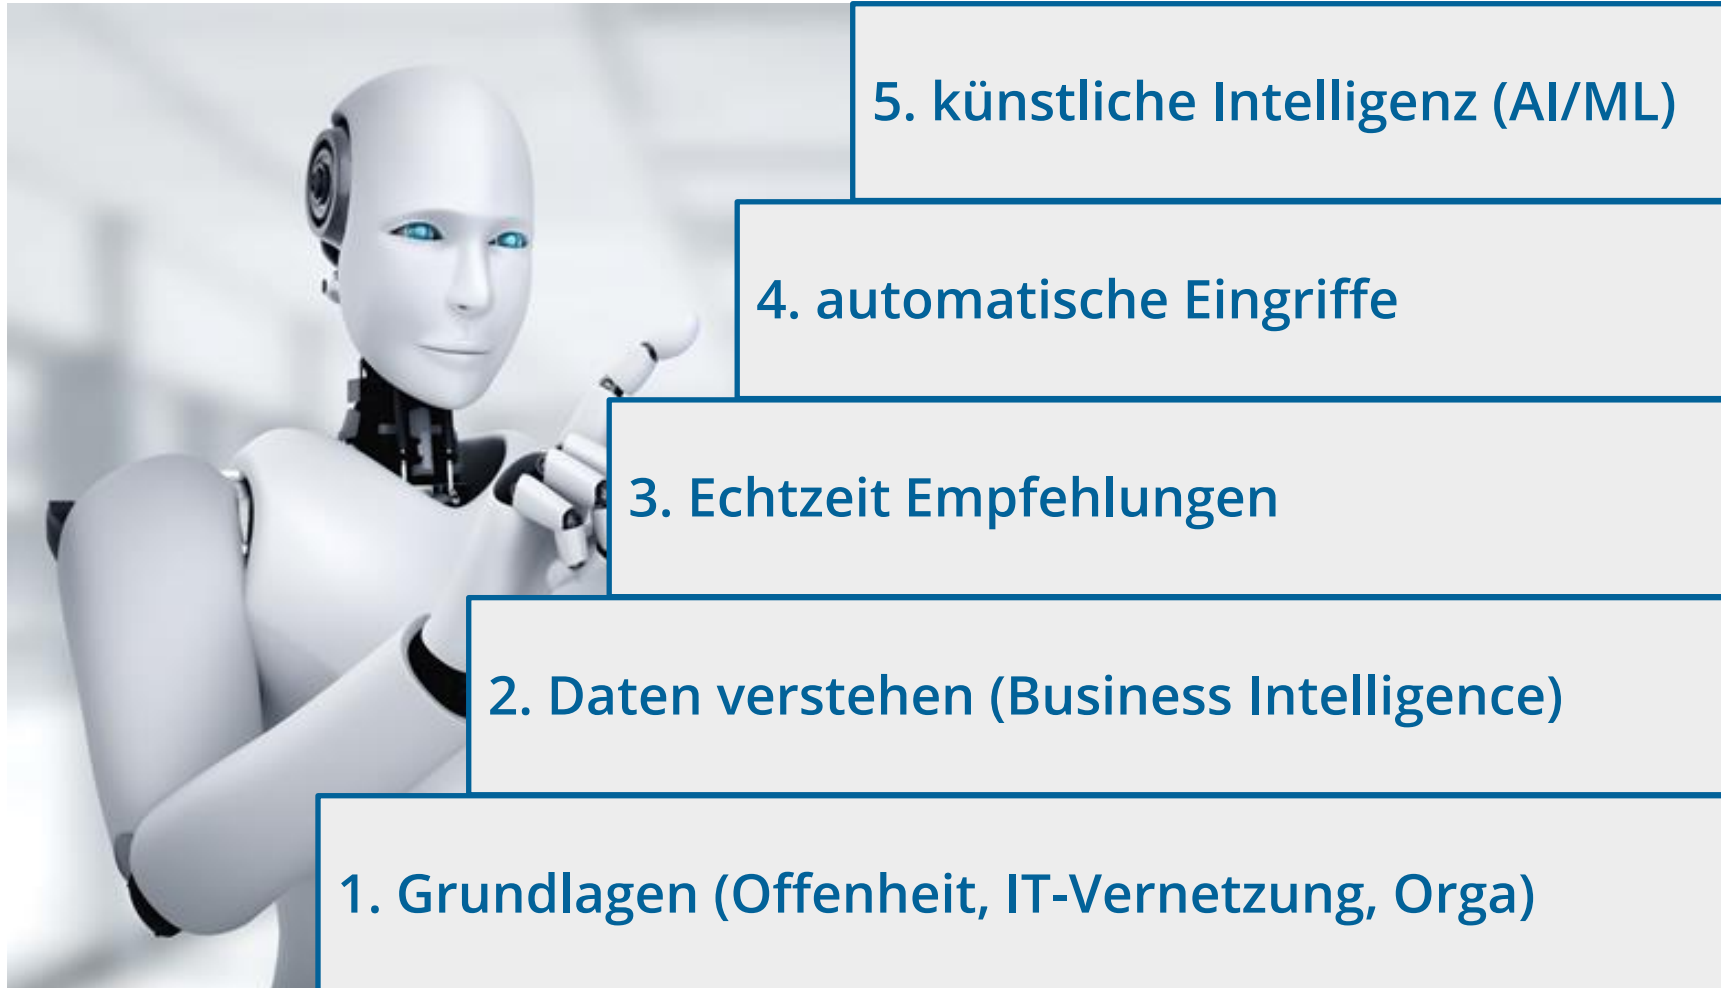 5. künstliche Intelligenz (AI/ML)
4. automatische Eingriffe
3. Echtzeit Empfehlungen
2. Daten verstehen (Business Intelligence)
1. Grundlagen (Offenheit, IT-Vernetzung, Orga)